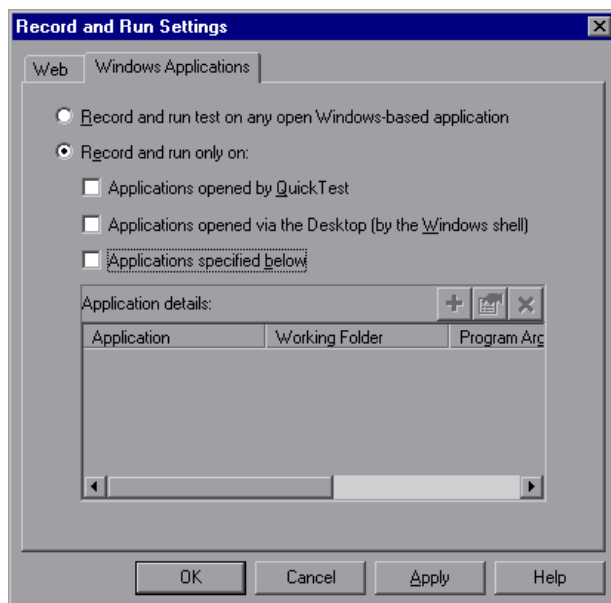 Record and Run Settings
Web
Windows Applications
Record and run test on any open Windows-based application
Record and run only on:
Applications opened by QuickTest
Applications opened via the Desktop (by the Windows shell)
Applications specified below
Application details:
Application Working Folder Program Arg
OK Cancel Apply Help